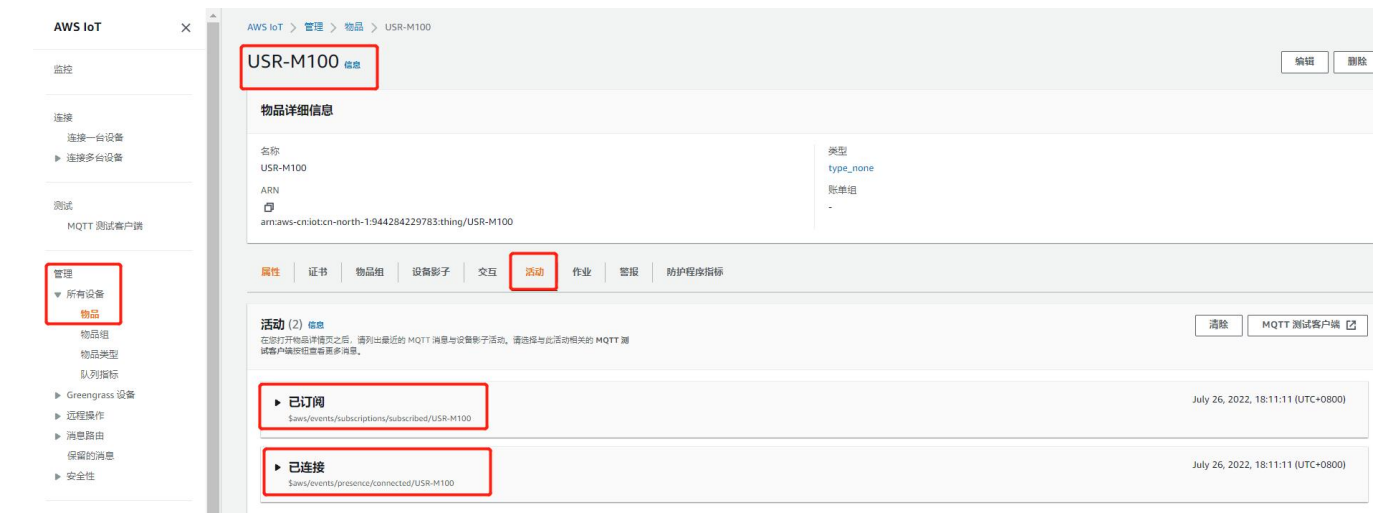 AWS IoT
×
监控
连接
连接一台设备
▶ 连接多台设备
测试
MQTT 测试客户端
管理
▼ 所有设备
物品
物品组
物品类型
队列指标
▶ Greengrass 设备
▶ 远程操作
▶ 消息路由
保留的消息
▶ 安全性
AWS IoT > 管理 > 物品 > USR-M100
USR-M100 信息
编辑
删除
物品详细信息
名称
USR-M100
ARN
arn:aws-cn:iot:cn-north-1:944284229783:thing/USR-M100
类型
type_none
账单组
-
属性 证书 物品组 设备影子 交互 活动 作业 警报 防护程序指标
活动 (2) 信息
在您打开物品详情页之后，请列出最近的 MQTT 消息与设备影子活动。请选择与此活动相关的 MQTT 测
试客户端按钮查看更多消息。
清除
MQTT 测试客户端
▶ 已订阅
$aws/events/subscriptions/subscribed/USR-M100
July 26, 2022, 18:11:11 (UTC+0800)
▶ 已连接
$aws/events/presence/connected/USR-M100
July 26, 2022, 18:11:11 (UTC+0800)